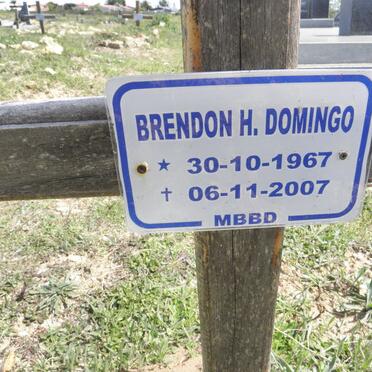 BRENDON H. DOMINGO
★ 30-10-1967
✝ 06-11-2007
MBBD